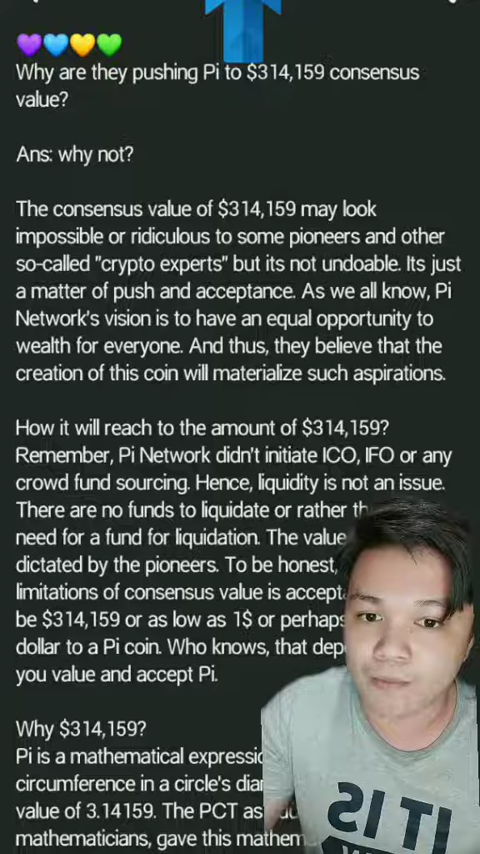 Why are they pushing Pi to $314,159 consensus
value?
Ans: why not?
The consensus value of $314,159 may look
impossible or ridiculous to some pioneers and other
so-called "crypto experts" but its not undoable. Its just
a matter of push and acceptance. As we all know, Pi
Network's vision is to have an equal opportunity to
wealth for everyone. And thus, they believe that the
creation of this coin will materialize such aspirations.
How it will reach to the amount of $314,159?
Remember, Pi Network didn't initiate ICO, IFO or any
crowd fund sourcing. Hence, liquidity is not an issue.
There are no funds to liquidate or rather
need for a fund for liquidation. The value
dictated by the pioneers. To be honest,
limitations of consensus value is
be $314,159 or as low as 1$ or perhaps
dollar to a Pi coin. Who knows, that
you value and accept Pi.
Why $314,159?
Pi is a mathematical
circumference in a circle's
value of 3.14159. The PCT as
mathematicians, gave this
IT IS